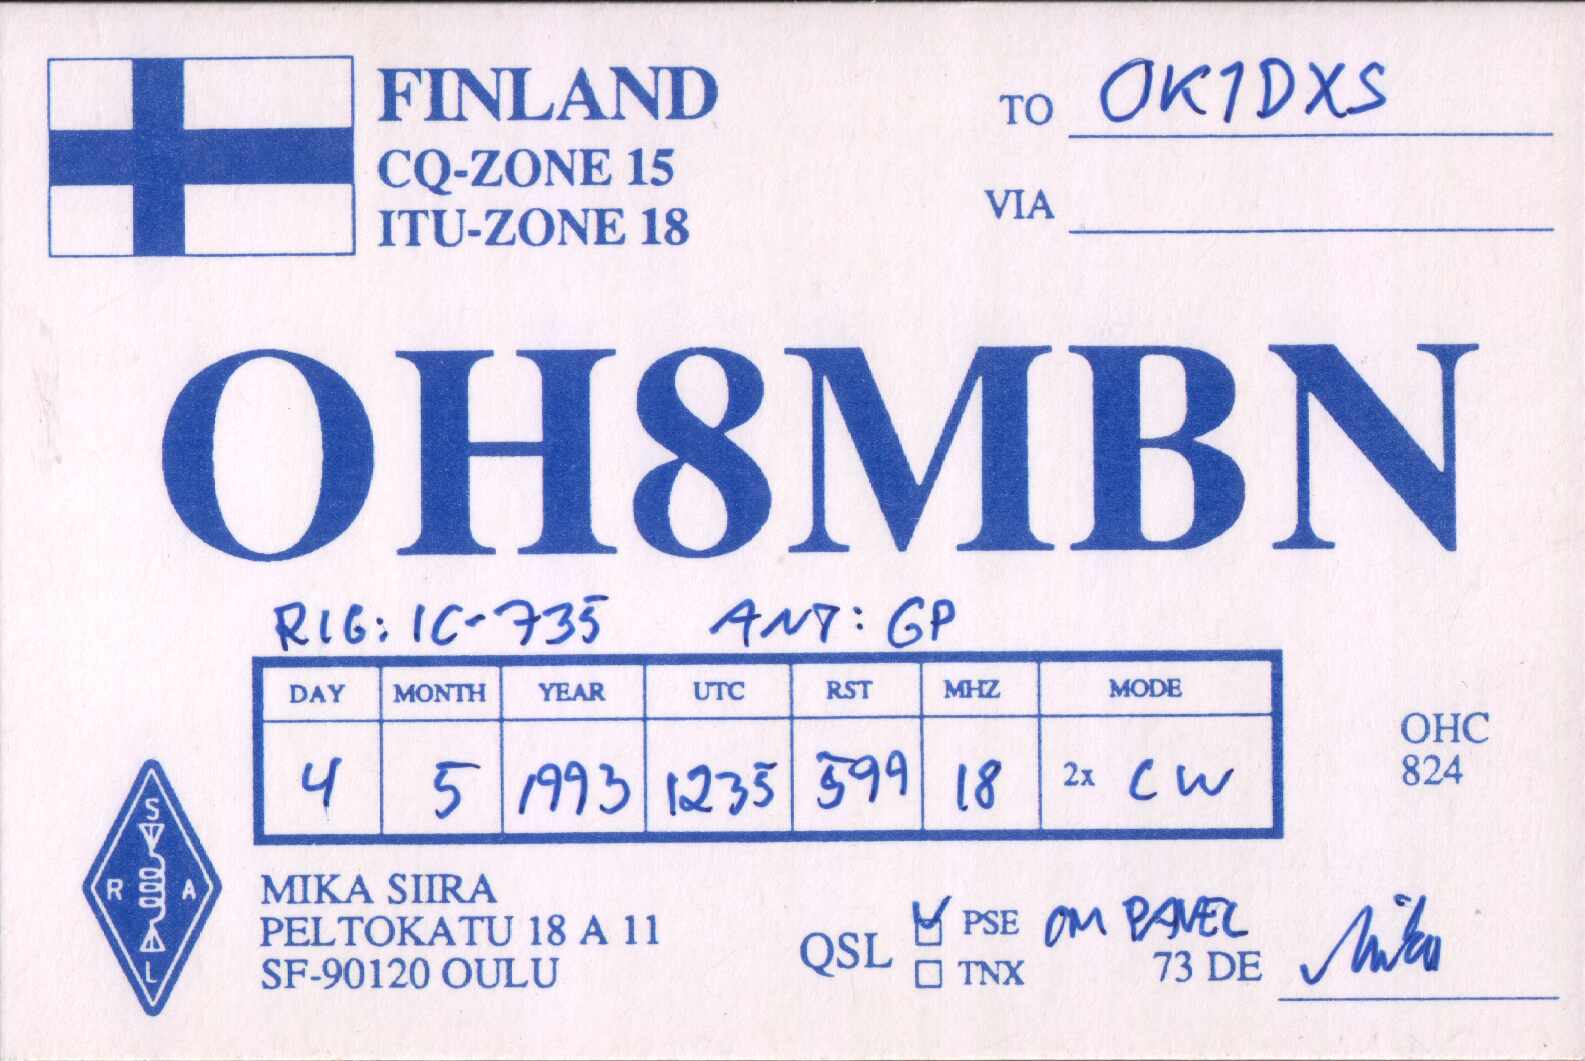 FINLAND
CQ-ZONE 15
ITU-ZONE 18
TO OK1DXS
VIA
OH8MBN
RIG: IC-735 ANT: GP
DAY MONTH YEAR UTC RST MHZ MODE
4 5 1993 1235 599 18 2x CW
OHC
824
S
R A
L
MIKA SIIRA
PELTOKATU 18 A 11
SF-90120 OULU
QSL PSE OM PAVEL
TNX 73 DE Mika